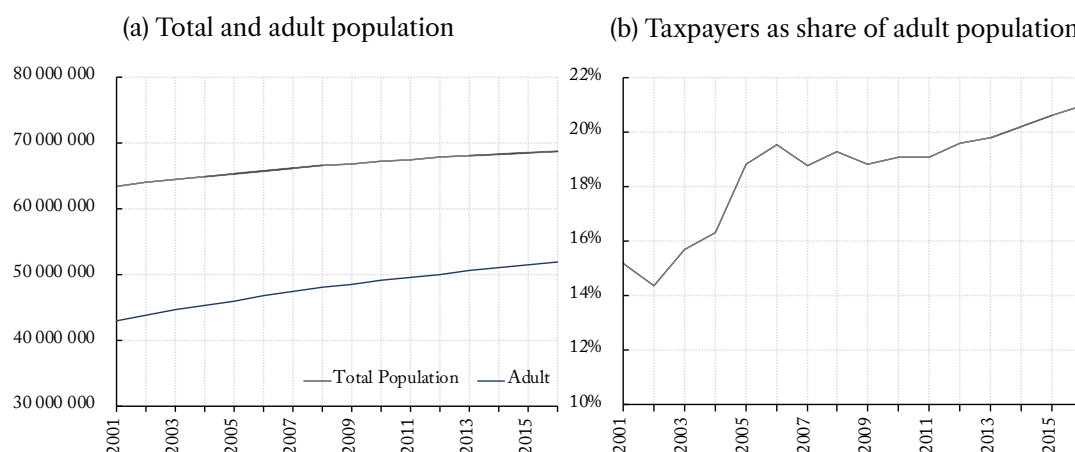 (a) Total and adult population
80 000 000
70 000 000
60 000 000
50 000 000
40 000 000
30 000 000
Total Population
Adult
2001
2003
2005
2007
2009
2011
2013
2015
(b) Taxpayers as share of adult population
22%
20%
18%
16%
14%
12%
10%
2001
2003
2005
2007
2009
2011
2013
2015